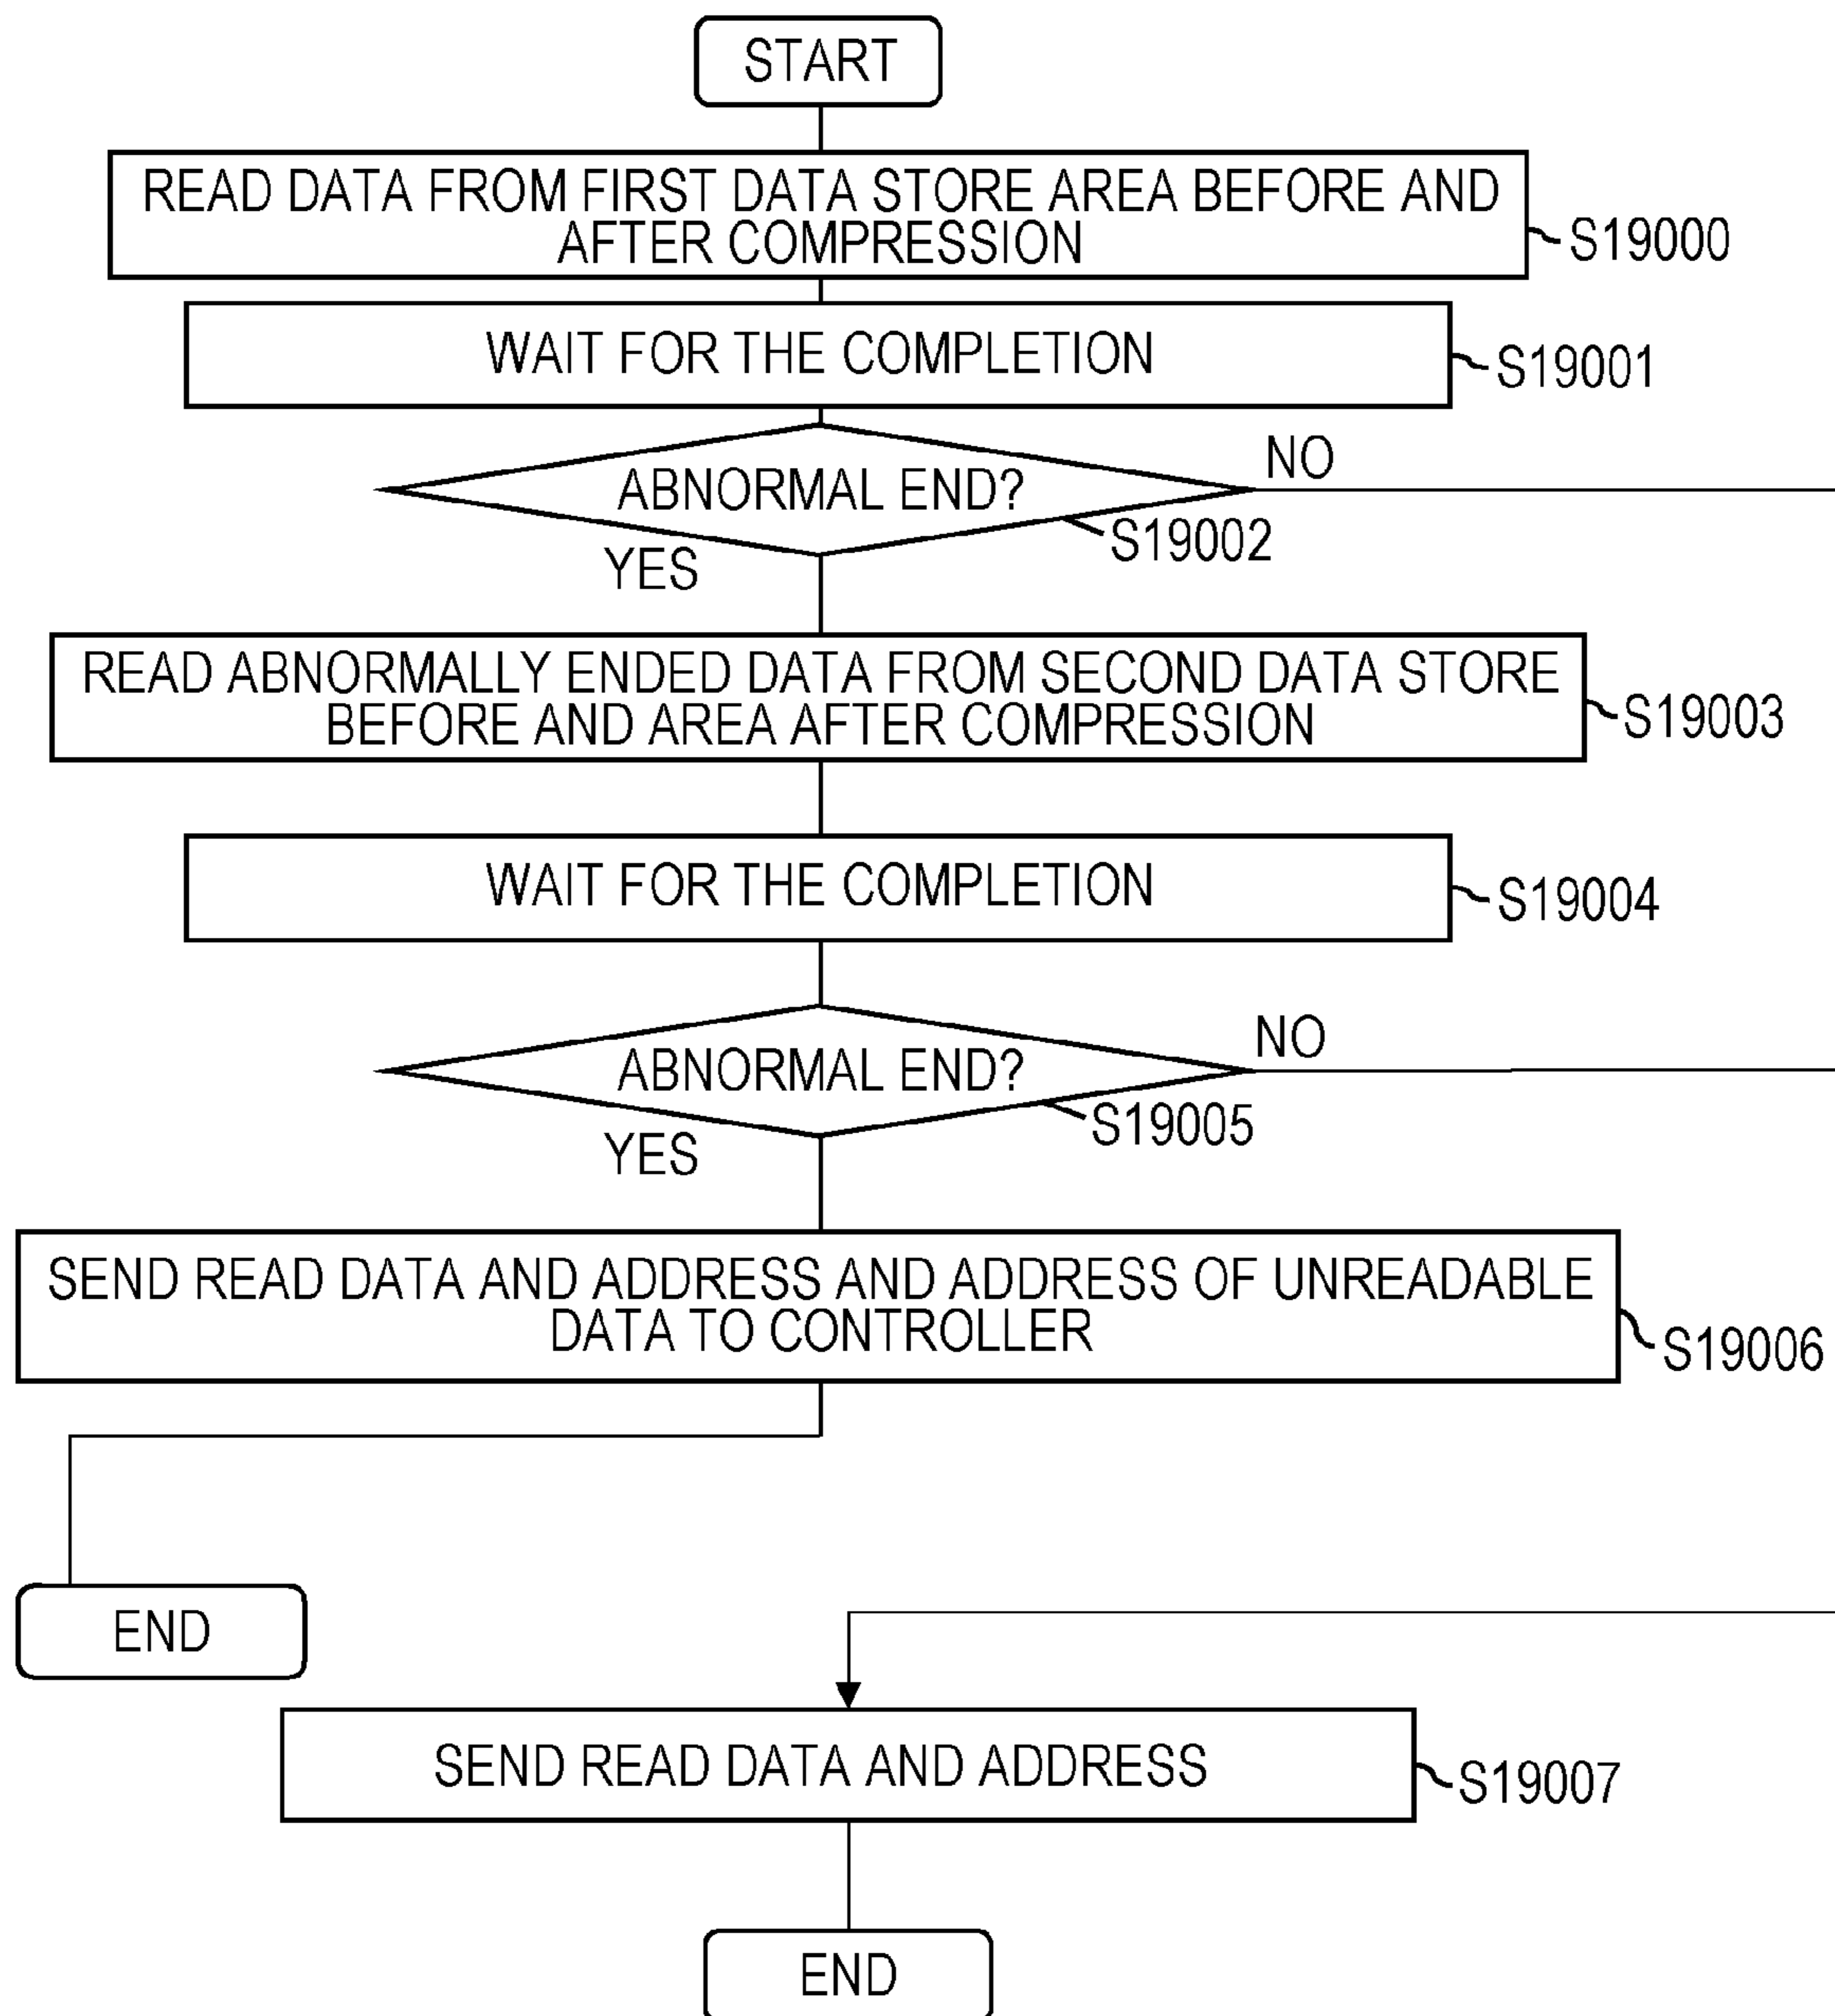 START
READ DATA FROM FIRST DATA STORE AREA BEFORE AND
AFTER COMPRESSION
S19000
WAIT FOR THE COMPLETION
S19001
NO
ABNORMAL END?
S19002
YES
READ ABNORMALLY ENDED DATA FROM SECOND DATA STORE
BEFORE AND AREA AFTER COMPRESSION
S19003
WAIT FOR THE COMPLETION
S19004
NO
ABNORMAL END?
S19005
YES
SEND READ DATA AND ADDRESS AND ADDRESS OF UNREADABLE
DATA TO CONTROLLER
S19006
END
SEND READ DATA AND ADDRESS
S19007
END